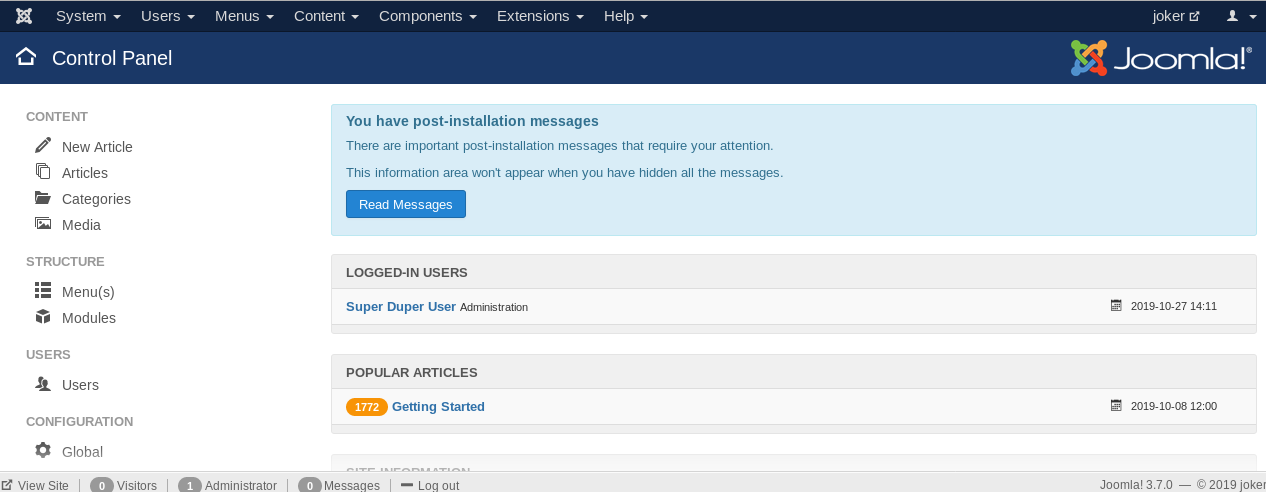 System Users Menus Content Components Extensions Help joker
Control Panel Joomla!®
CONTENT
New Article
Articles
Categories
Media
STRUCTURE
Menu(s)
Modules
USERS
Users
CONFIGURATION
Global
You have post-installation messages
There are important post-installation messages that require your attention.
This information area won't appear when you have hidden all the messages.
Read Messages
LOGGED-IN USERS
Super Duper User Administration 2019-10-27 14:11
POPULAR ARTICLES
1772 Getting Started 2019-10-08 12:00
SITE INFORMATION
View Site 0 Visitors 1 Administrator 0 Messages Log out Joomla! 3.7.0 — © 2019 joker